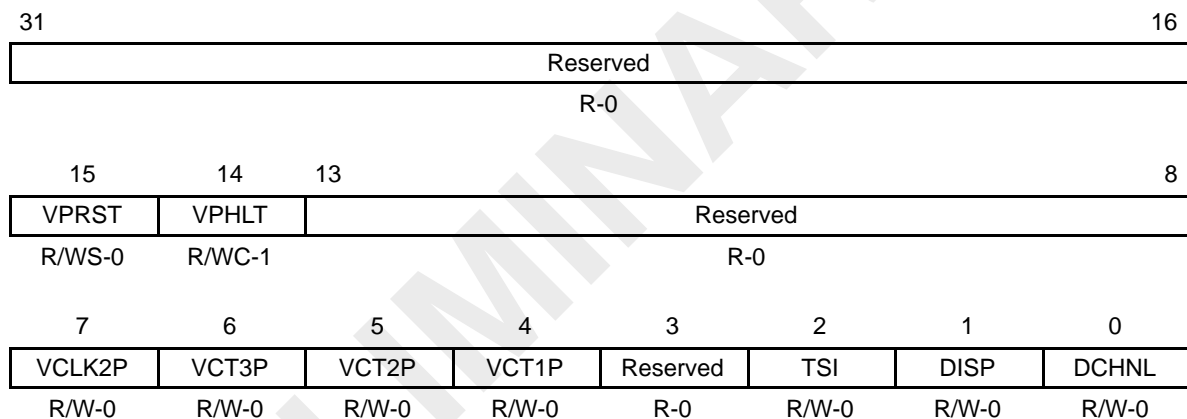 31 16
Reserved
R-0
15 14 13 8
VPRST VPHLT Reserved
R/WS-0 R/WC-1 R-0
7 6 5 4 3 2 1 0
VCLK2P VCT3P VCT2P VCT1P Reserved TSI DISP DCHNL
R/W-0 R/W-0 R/W-0 R/W-0 R-0 R/W-0 R/W-0 R/W-0